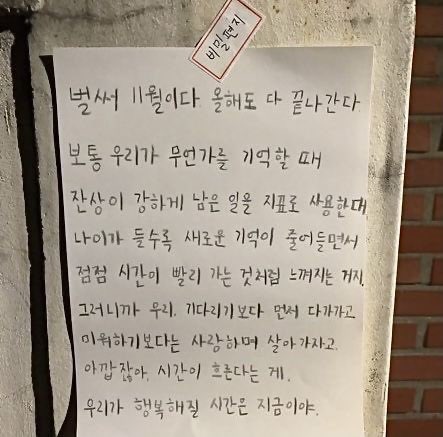 비밀편지
벌써 11월이다. 올해도 다 끝나간다.
보통 우리가 무언가를 기억할 때
잔상이 강하게 남은 일을 지표로 사용한대.
나이가 들수록 새로운 기억이 줄어들면서
점점 시간이 빨리 가는 것처럼 느껴지는 거지.
그러니까 우리. 기다리기보다 먼저 다가가고
미워하기보다는 사랑하며 살아가자고.
아깝잖아. 시간이 흐른다는 게.
우리가 행복해질 시간은 지금이야.